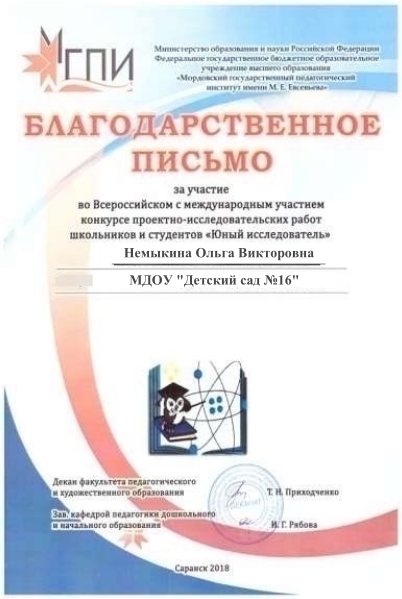 МГПИ
Министерство образования и науки Российской Федерации
Федеральное государственное бюджетное образовательное
учреждение высшего образования
«Мордовский государственный педагогический
институт имени М. Е. Евсевьева»
БЛАГОДАРСТВЕННОЕ
ПИСЬМО
за участие
во Всероссийском с международным участием
конкурсе проектно-исследовательских работ
школьников и студентов «Юный исследователь»
Немыкина Ольга Викторовна
МДОУ "Детский сад №16"
Декан факультета педагогического
и художественного образования
Т. И. Приходченко
Зав. кафедрой педагогики дошкольного
и начального образования
И. Г. Рябова
Саранск 2018